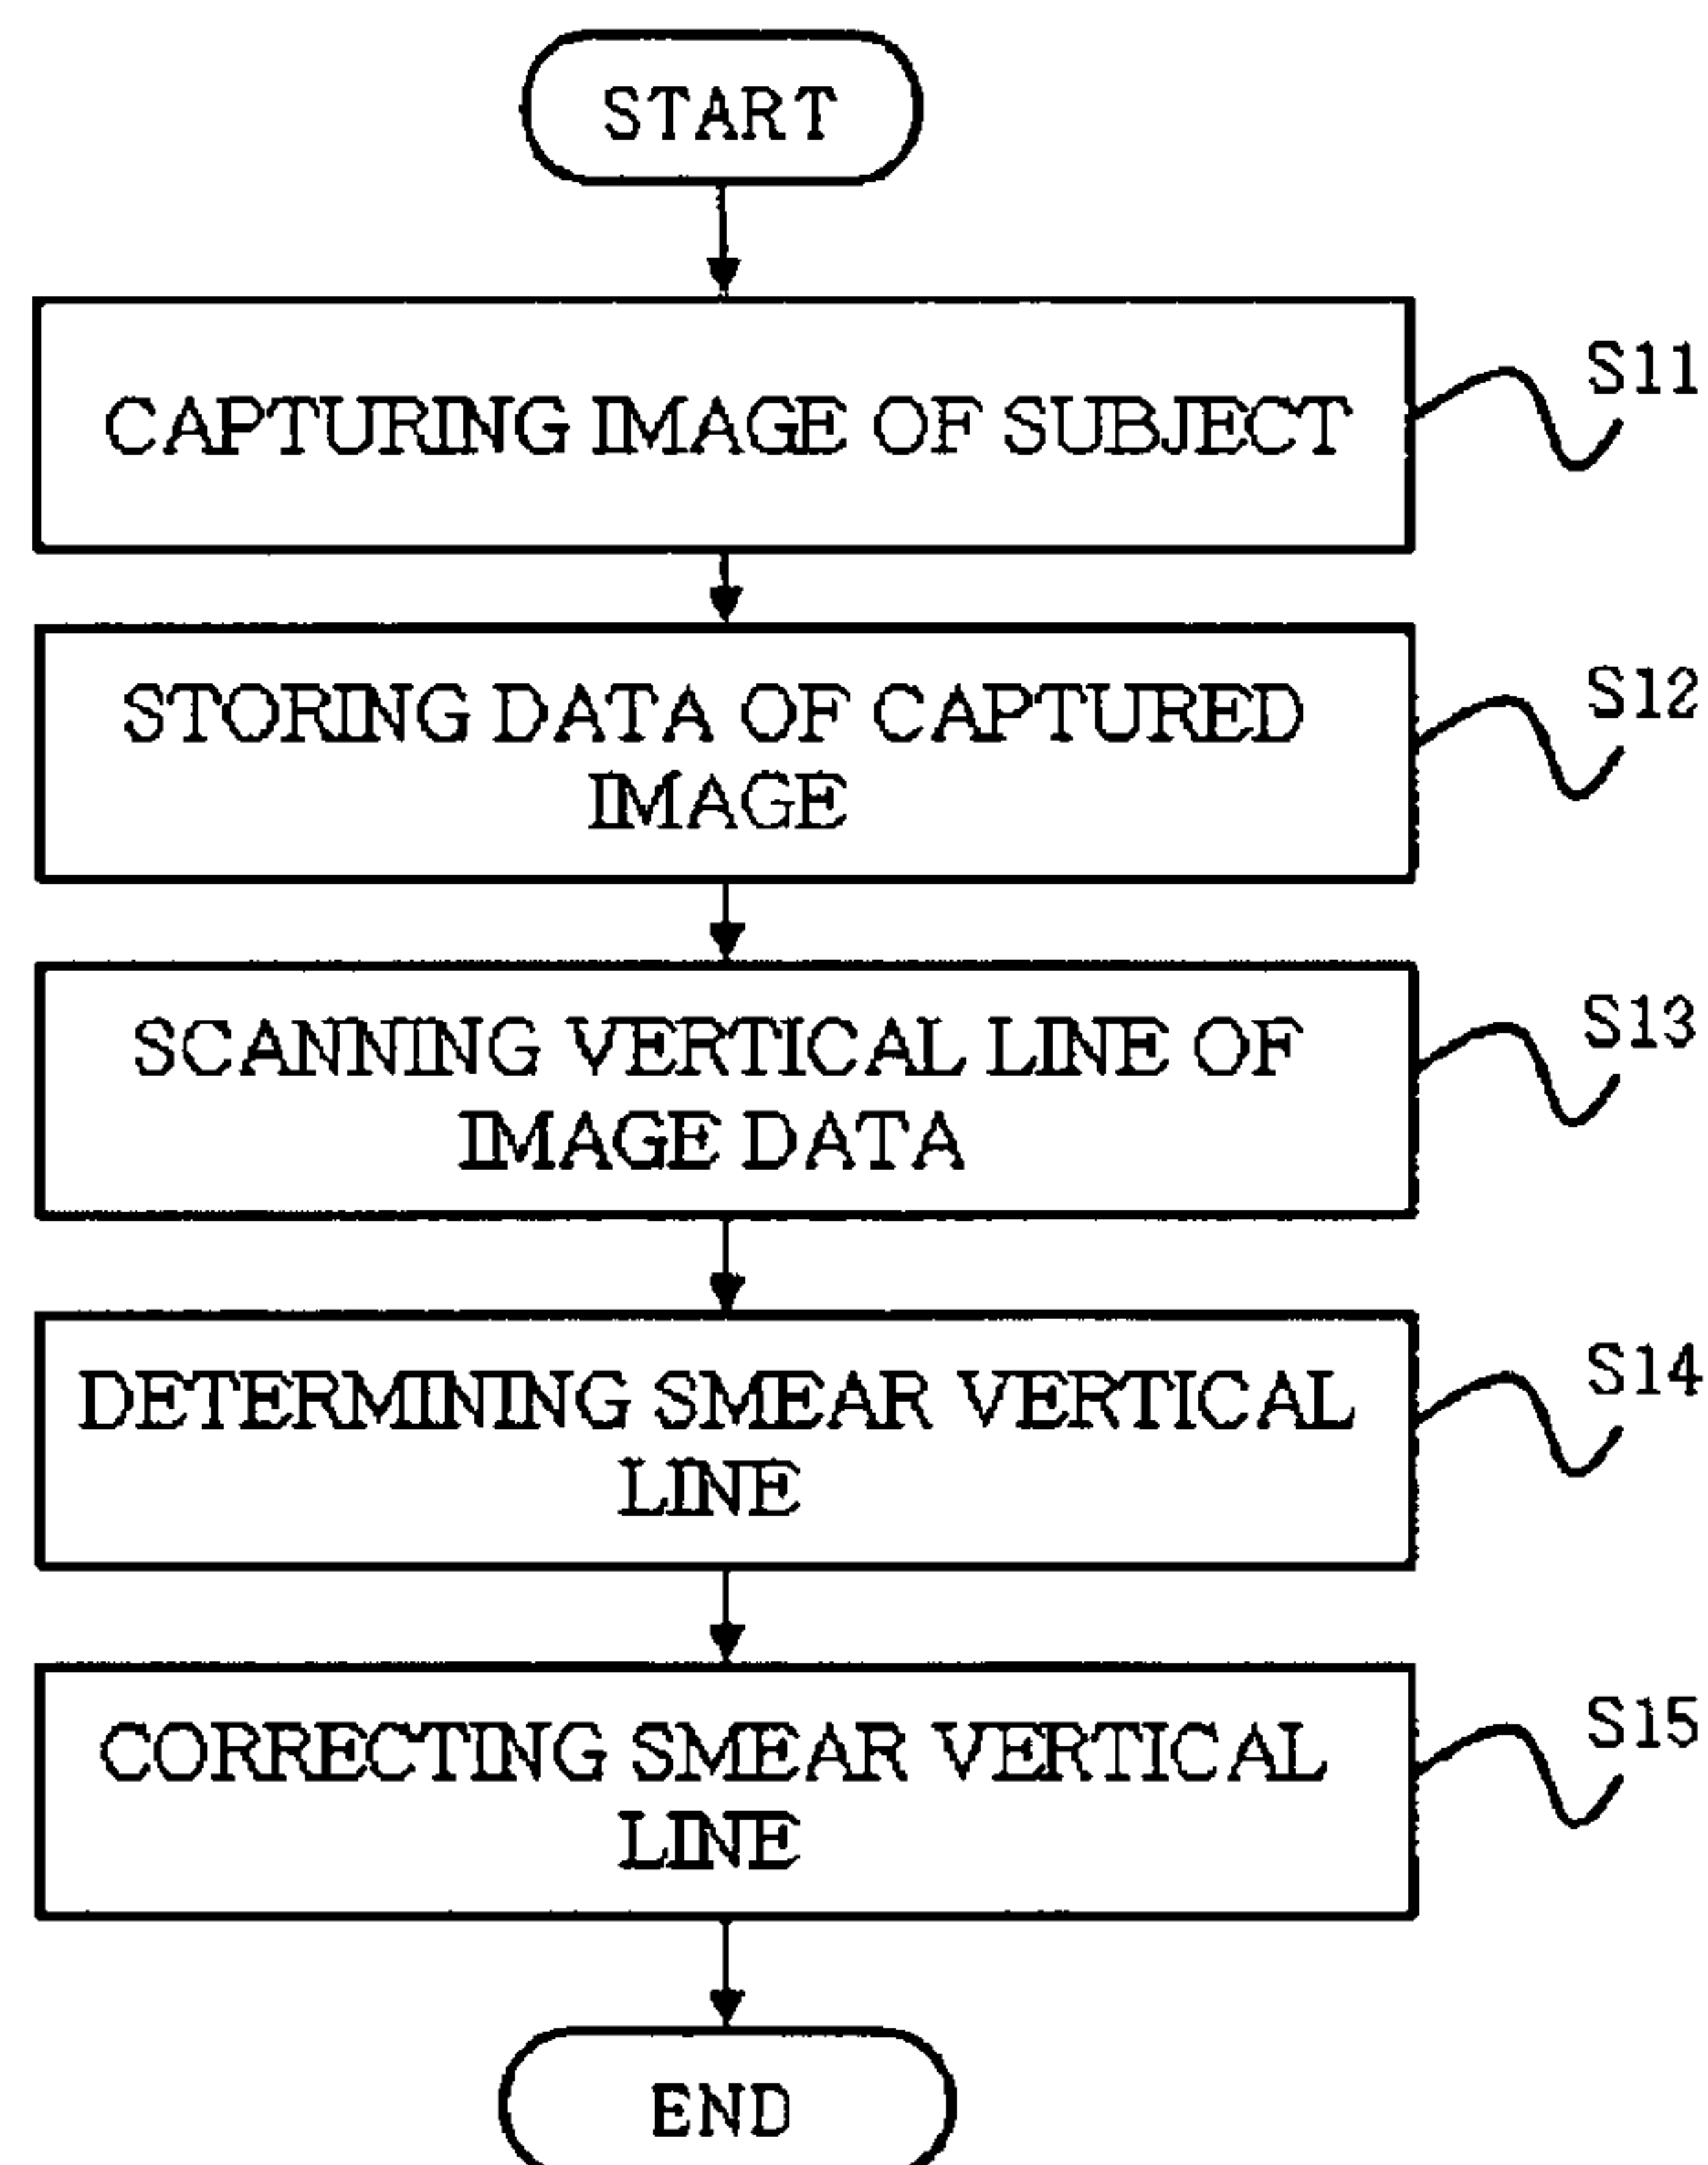 START
CAPTURING IMAGE OF SUBJECT
S11
STORING DATA OF CAPTURED
IMAGE
S12
SCANNING VERTICAL LINE OF
IMAGE DATA
S13
DETERMINING SMEAR VERTICAL
LINE
S14
CORRECTING SMEAR VERTICAL
LINE
S15
END